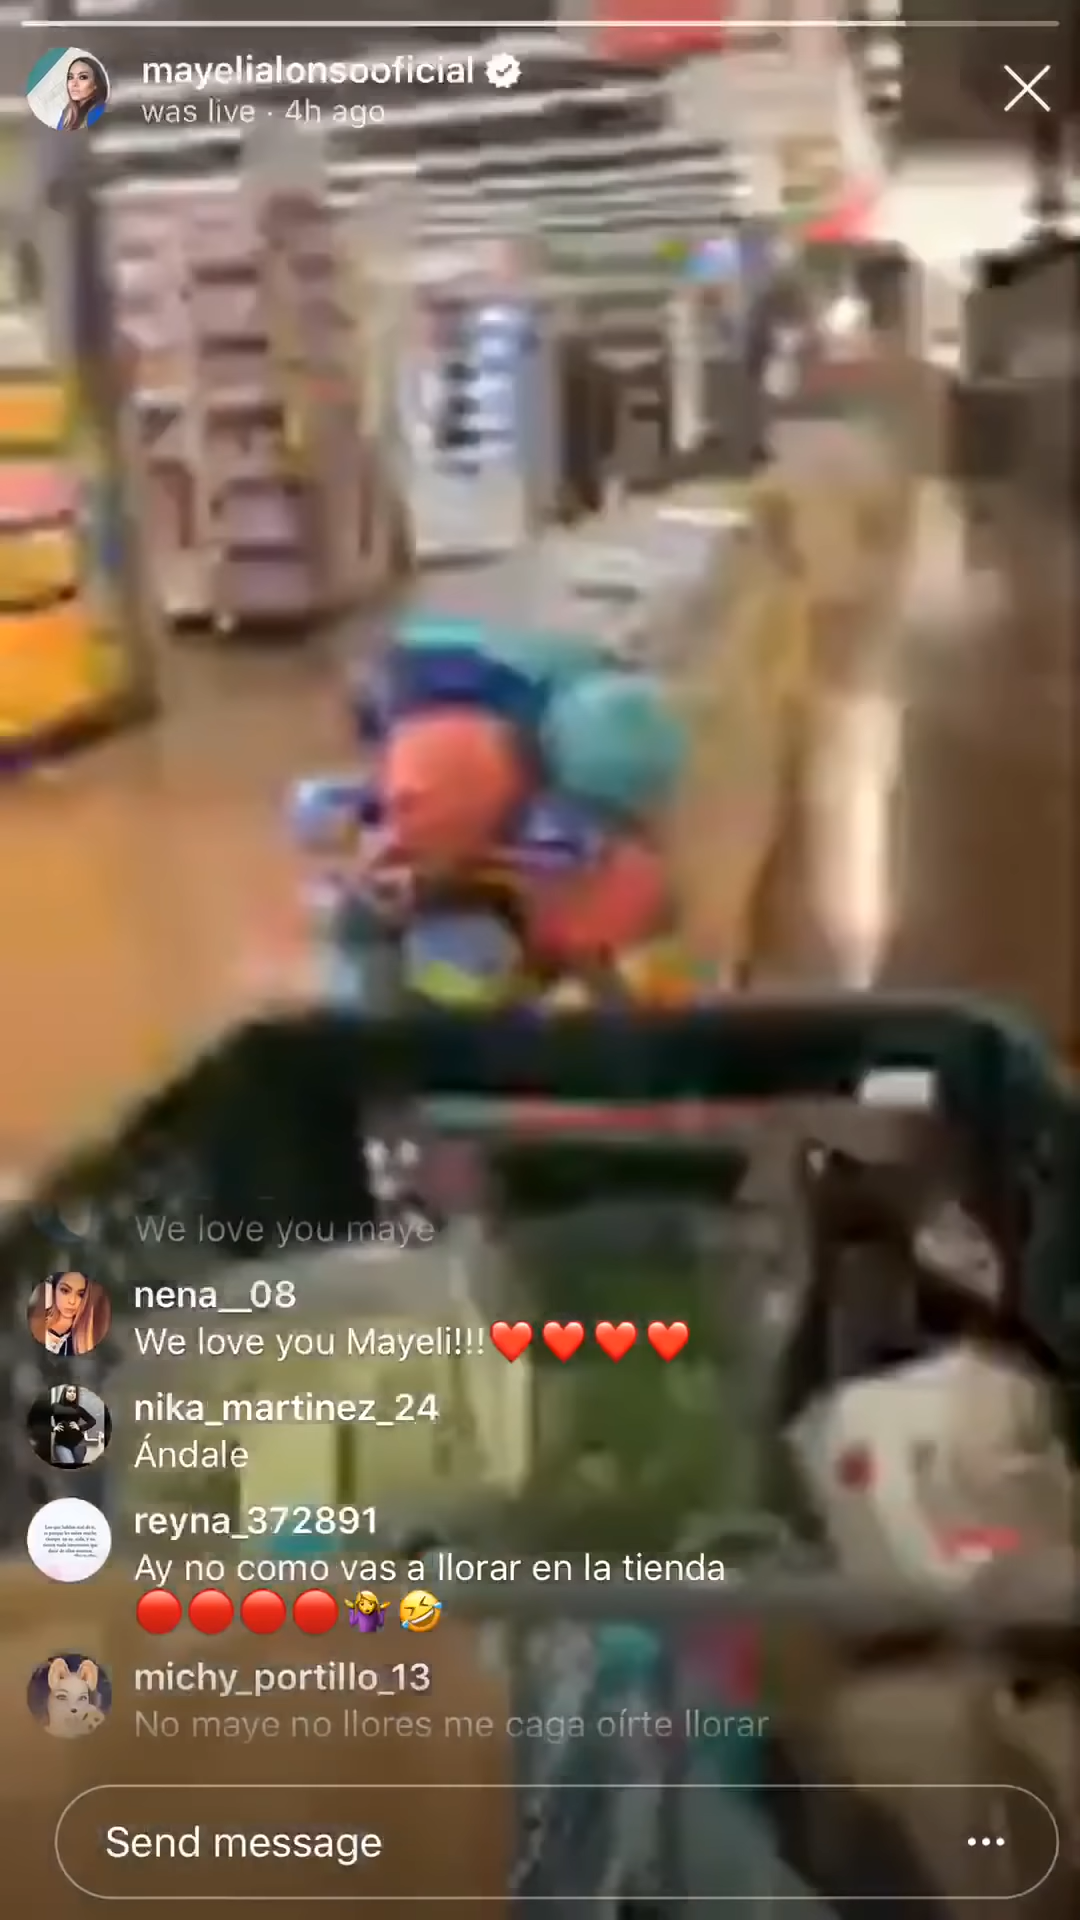 mayelialonsooficial
was live · 4h ago
We love you maye
nena__08
We love you Mayeli!!!❤️❤️❤️❤️
nika_martinez_24
Ándale
reyna_372891
Ay no como vas a llorar en la tienda
🔴🔴🔴🔴🤷‍♀️🤣
michy_portillo_13
No maye no llores me caga oírte llorar
Send message